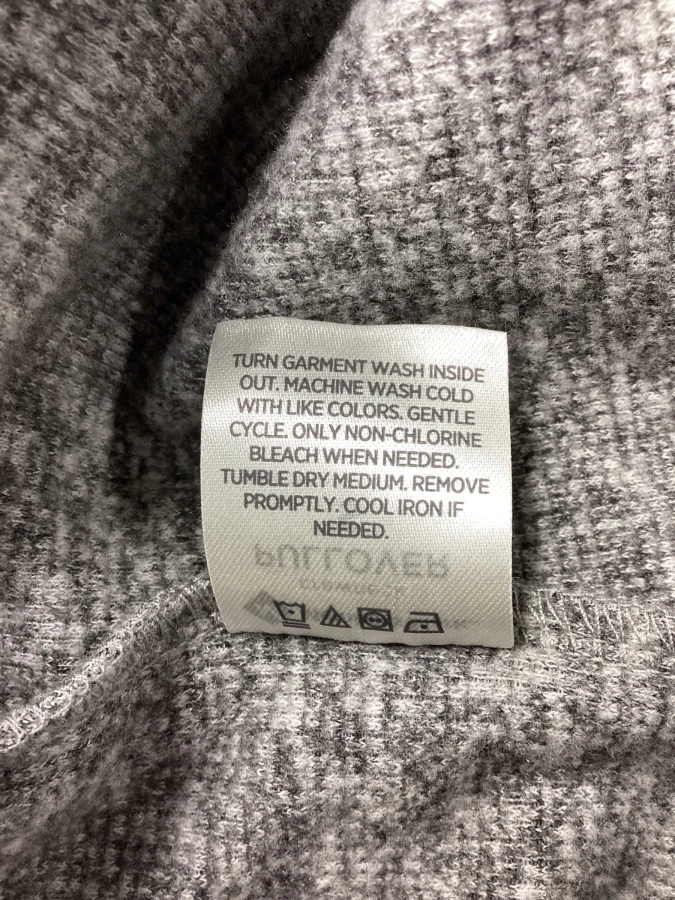 TURN GARMENT WASH INSIDE
OUT. MACHINE WASH COLD
WITH LIKE COLORS. GENTLE
CYCLE. ONLY NON-CHLORINE
BLEACH WHEN NEEDED.
TUMBLE DRY MEDIUM. REMOVE
PROMPTLY. COOL IRON IF
NEEDED.
PULLOVER